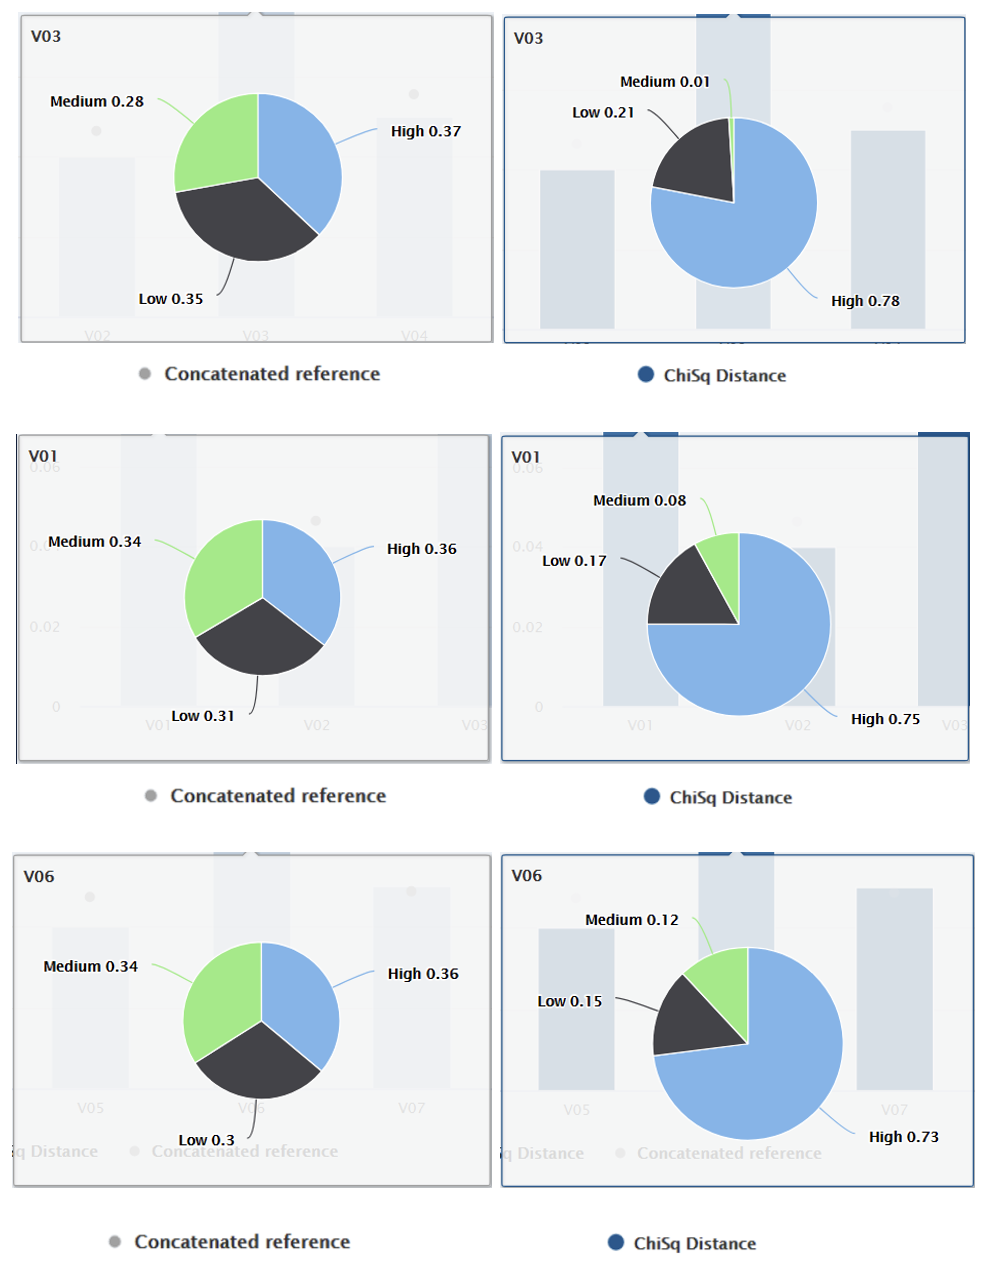 V03
Medium 0.28
High 0.37
Low 0.35
V02
V03
V04
Concatenated reference
V03
Medium 0.01
Low 0.21
High 0.78
ChiSq Distance
V01
0.06
Medium 0.34
0.04
High 0.36
0.02
Low 0.31
0
V01
V02
V03
Concatenated reference
V01
0.06
Medium 0.08
0.04
Low 0.17
0.02
0
High 0.75
V01
V02
V03
ChiSq Distance
V06
Medium 0.34
High 0.36
V05
V06
V07
Low 0.3
q Distance
Concatenated reference
Concatenated reference
V06
Medium 0.12
Low 0.15
V05
V07
High 0.73
q Distance
Concatenated reference
ChiSq Distance